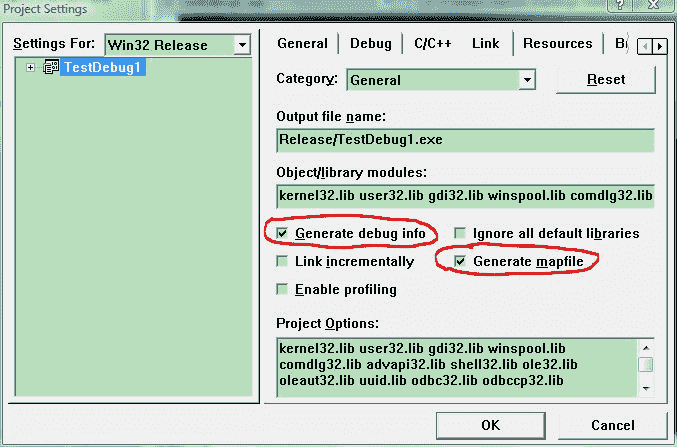 Project Settings
Settings For: Win32 Release
TestDebug1
General Debug C/C++ Link Resources
Category: General Reset
Output file name:
Release/TestDebug1.exe
Object/library modules:
kernel32.lib user32.lib gdi32.lib winspool.lib comdlg32.lib
Generate debug info Ignore all default libraries
Link incrementally Generate mapfile
Enable profiling
Project Options:
kernel32.lib user32.lib gdi32.lib winspool.lib
comdlg32.lib advapi32.lib shell32.lib ole32.lib
oleaut32.lib uuid.lib odbc32.lib odbccp32.lib
OK Cancel